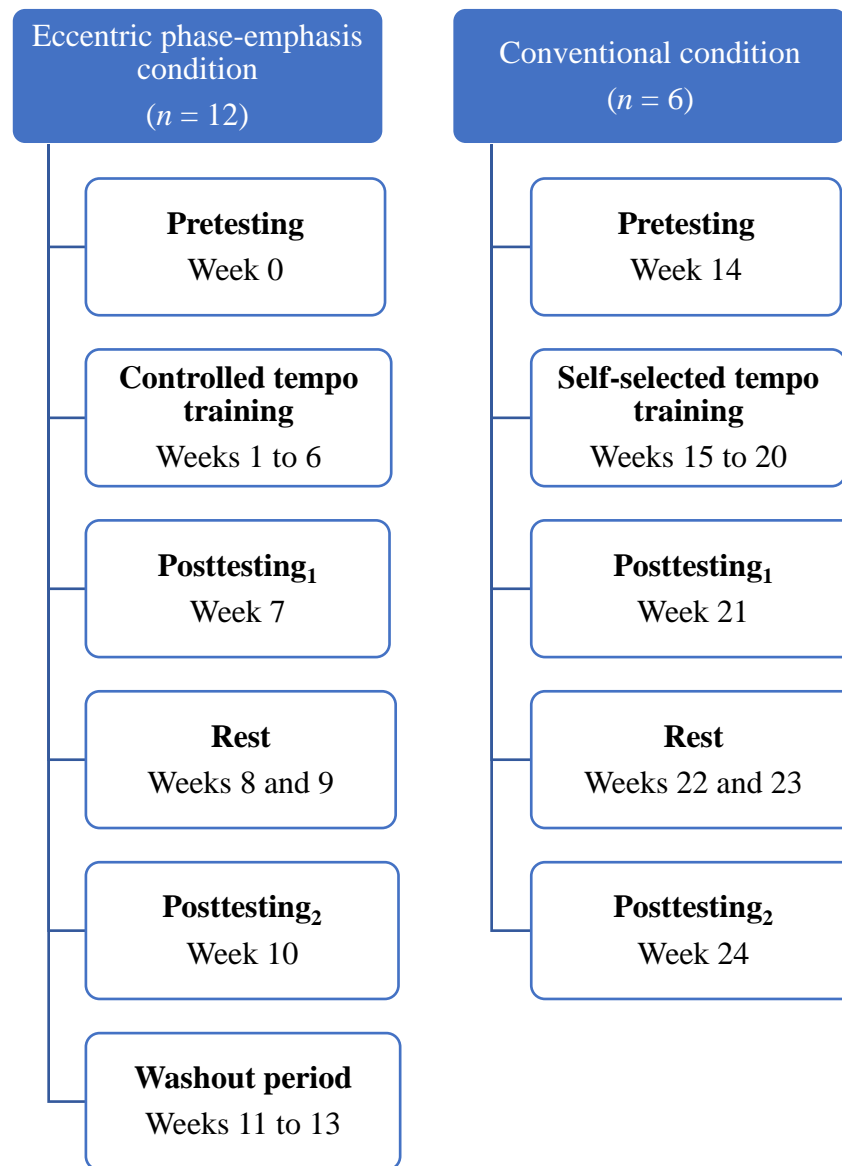 Eccentric phase-emphasis
condition
(n = 12)
Pretesting
Week 0
Controlled tempo
training
Weeks 1 to 6
Posttesting₁
Week 7
Rest
Weeks 8 and 9
Posttesting₂
Week 10
Washout period
Weeks 11 to 13
Conventional condition
(n = 6)
Pretesting
Week 14
Self-selected tempo
training
Weeks 15 to 20
Posttesting₁
Week 21
Rest
Weeks 22 and 23
Posttesting₂
Week 24